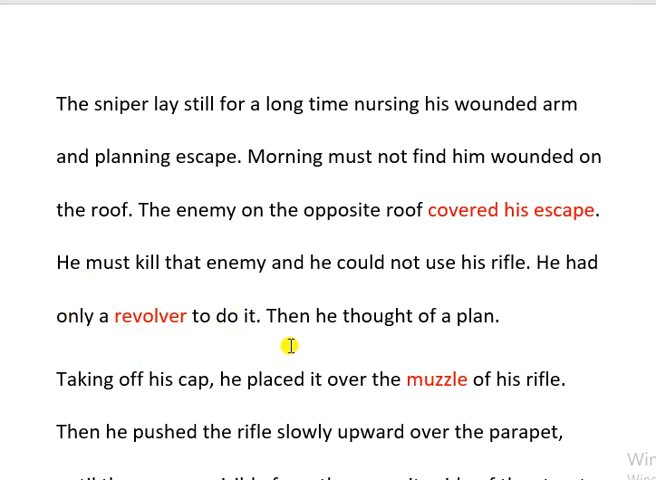 The sniper lay still for a long time nursing his wounded arm
and planning escape. Morning must not find him wounded on
the roof. The enemy on the opposite roof covered his escape.
He must kill that enemy and he could not use his rifle. He had
only a revolver to do it. Then he thought of a plan.
Taking off his cap, he placed it over the muzzle of his rifle.
Then he pushed the rifle slowly upward over the parapet,